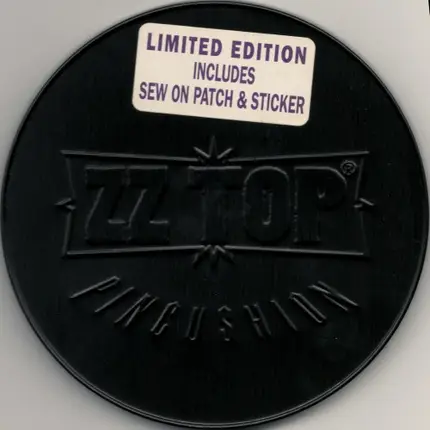 LIMITED EDITION
INCLUDES
SEW ON PATCH & STICKER
ZZ TOP®
PINCUSHION